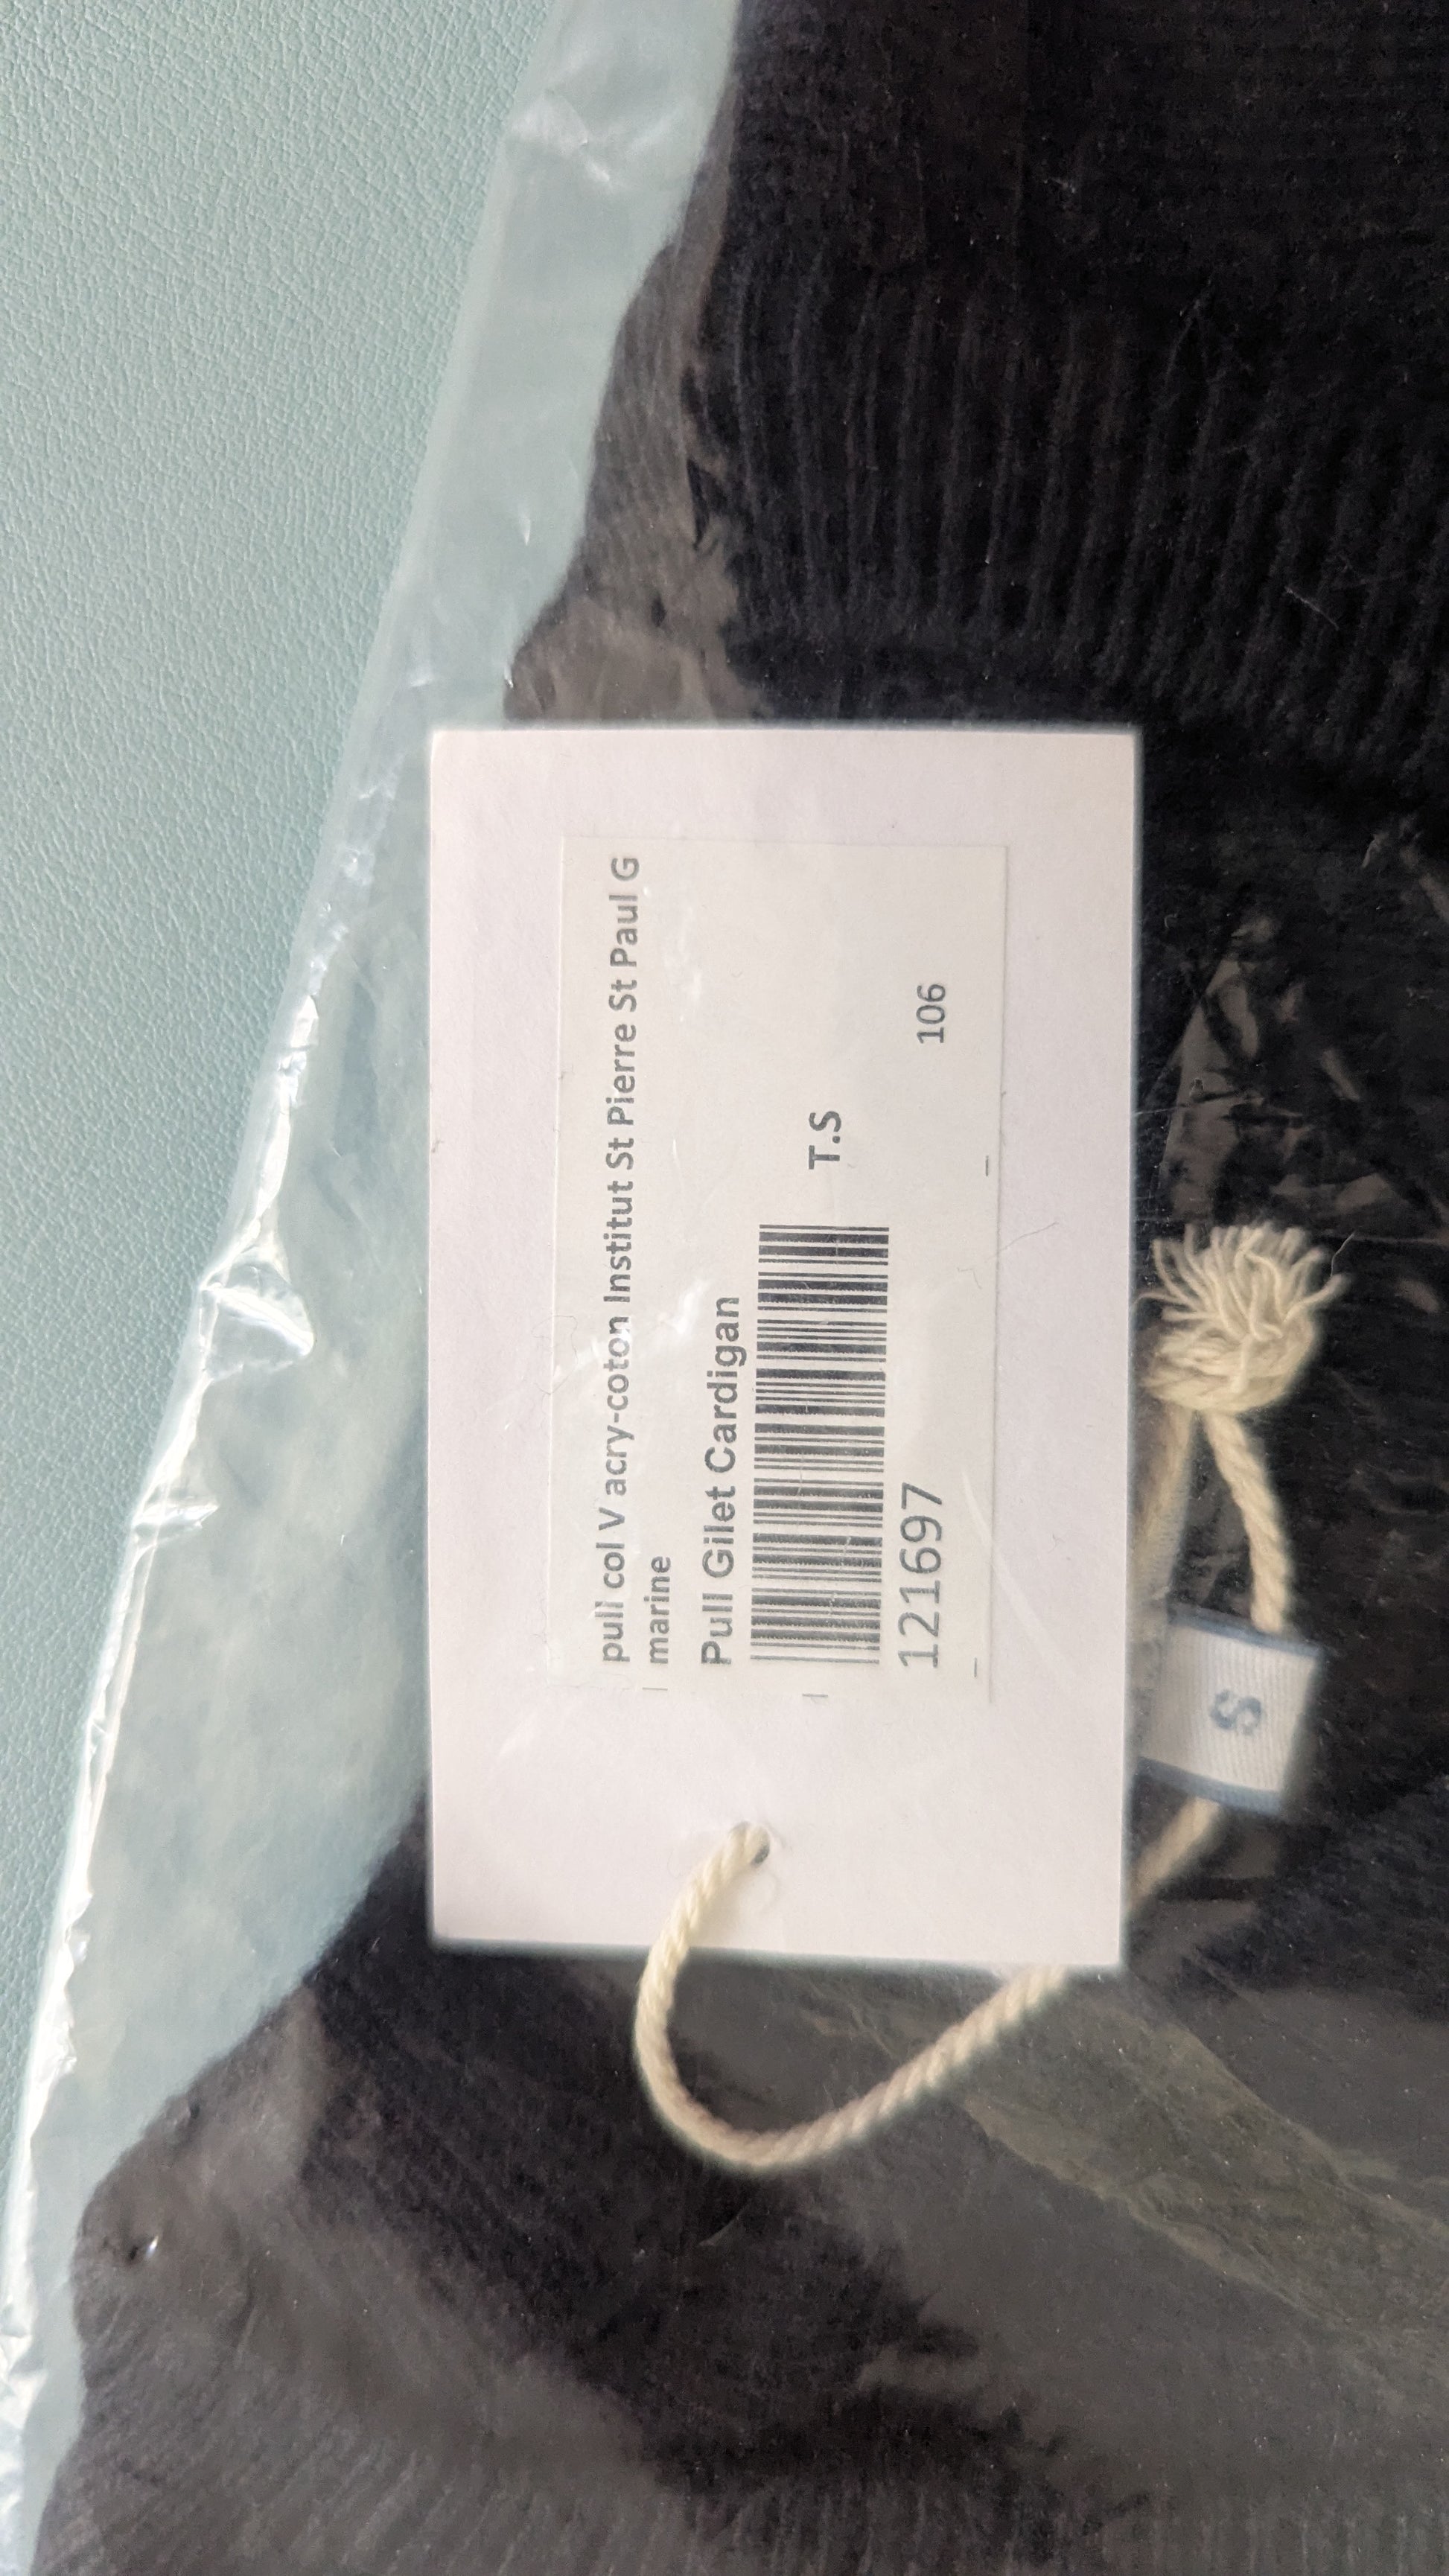 pull col V acry-coton Institut St Pierre St Paul G
marine
Pull Gilet Cardigan
T.S
121697
106
S